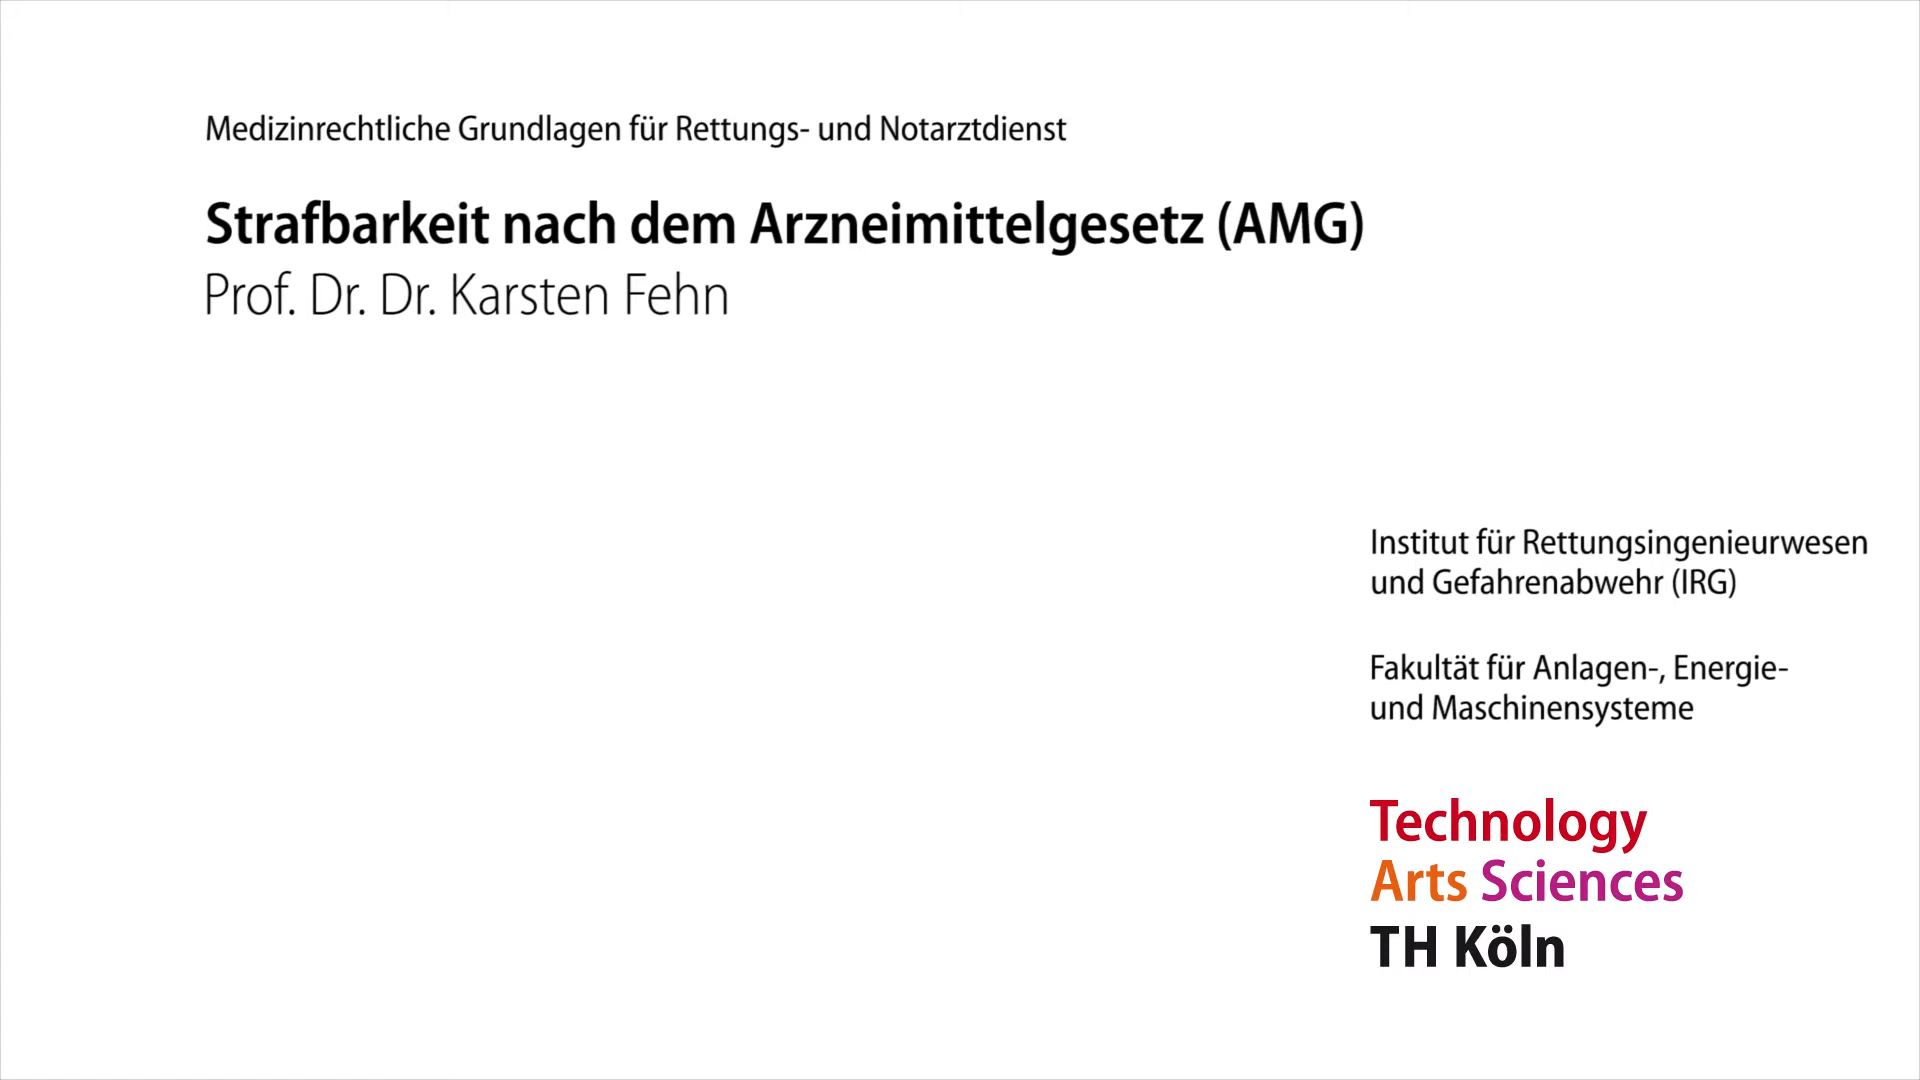 Medizinrechtliche Grundlagen für Rettungs- und Notarztdienst
Strafbarkeit nach dem Arzneimittelgesetz (AMG)
Prof. Dr. Dr. Karsten Fehn
Institut für Rettungsingenieurwesen
und Gefahrenabwehr (IRG)
Fakultät für Anlagen-, Energie-
und Maschinensysteme
Technology
Arts Sciences
TH Köln